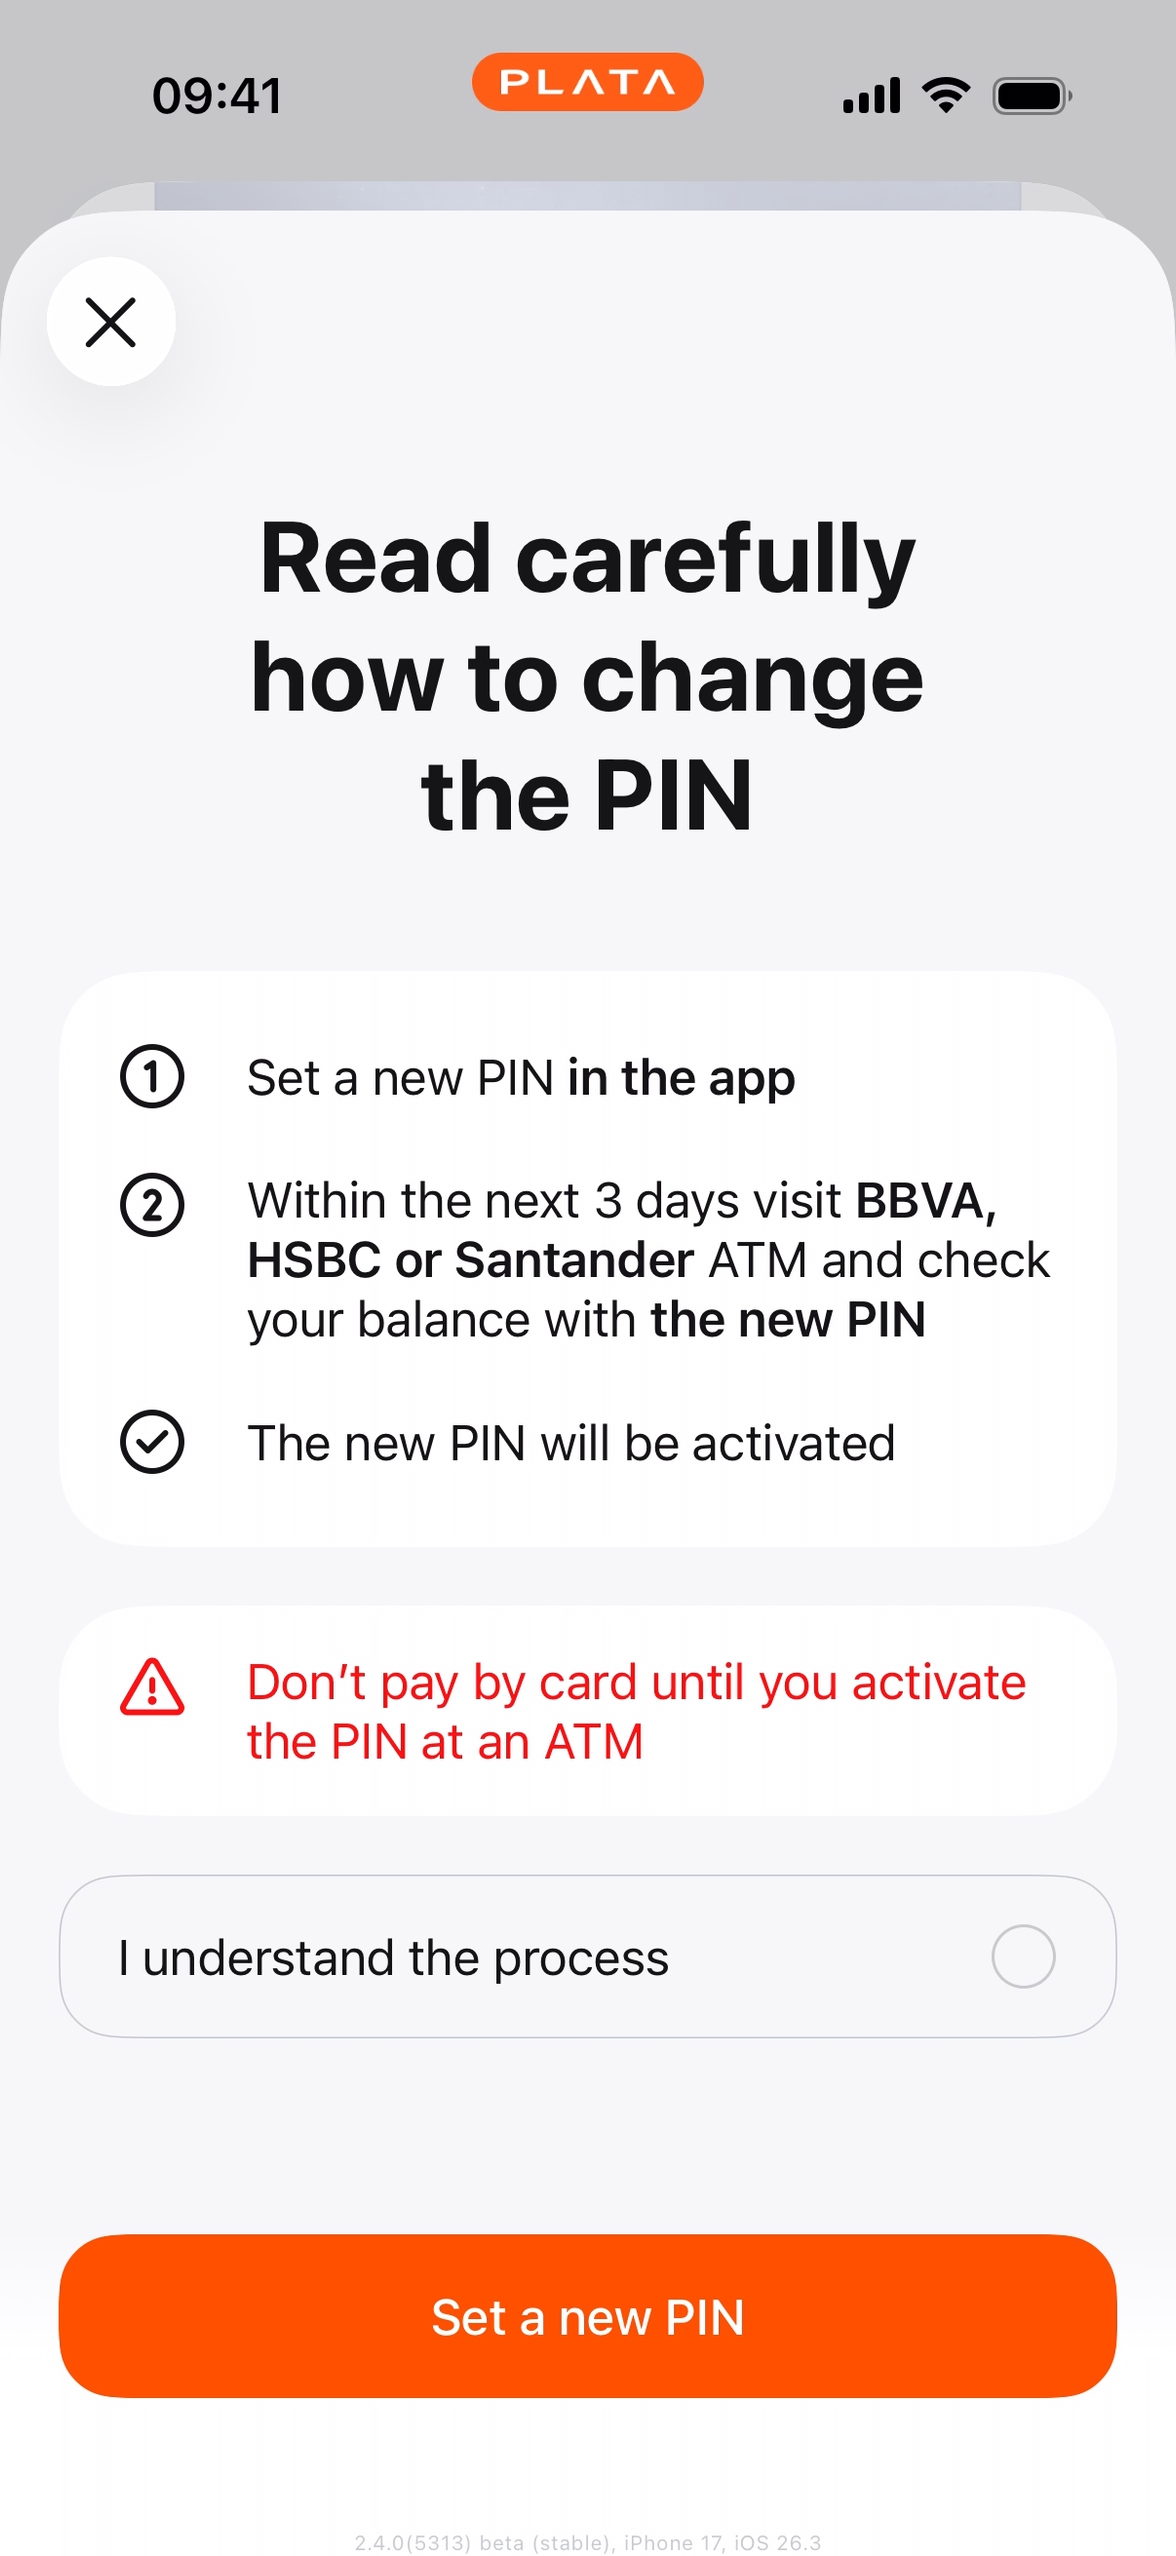 09:41
PLATA
Read carefully
how to change
the PIN
1 Set a new PIN in the app
2 Within the next 3 days visit BBVA,
HSBC or Santander ATM and check
your balance with the new PIN
The new PIN will be activated
Don’t pay by card until you activate
the PIN at an ATM
I understand the process
Set a new PIN
2.4.0(5313) beta (stable), iPhone 17, iOS 26.3